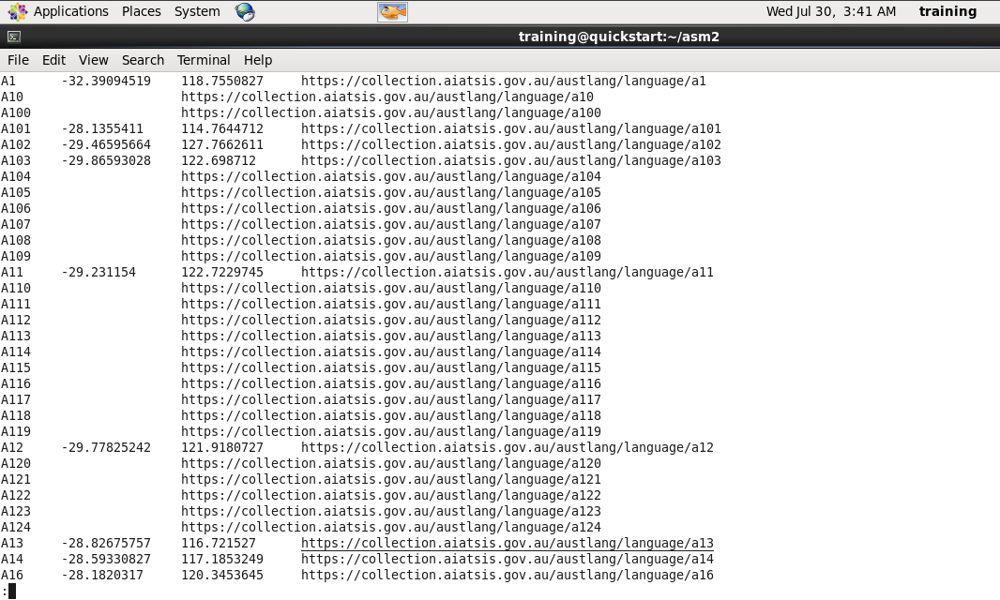 Applications Places System Wed Jul 30, 3:41 AM training
training@quickstart:~/asm2
File Edit View Search Terminal Help
A1 -32.39094519 118.7550827 https://collection.aiatsis.gov.au/austlang/language/a1
A10 https://collection.aiatsis.gov.au/austlang/language/a10
A100 https://collection.aiatsis.gov.au/austlang/language/a100
A101 -28.1355411 114.7644712 https://collection.aiatsis.gov.au/austlang/language/a101
A102 -29.46595664 127.7662611 https://collection.aiatsis.gov.au/austlang/language/a102
A103 -29.86593028 122.698712 https://collection.aiatsis.gov.au/austlang/language/a103
A104 https://collection.aiatsis.gov.au/austlang/language/a104
A105 https://collection.aiatsis.gov.au/austlang/language/a105
A106 https://collection.aiatsis.gov.au/austlang/language/a106
A107 https://collection.aiatsis.gov.au/austlang/language/a107
A108 https://collection.aiatsis.gov.au/austlang/language/a108
A109 https://collection.aiatsis.gov.au/austlang/language/a109
A11 -29.231154 122.7229745 https://collection.aiatsis.gov.au/austlang/language/a11
A110 https://collection.aiatsis.gov.au/austlang/language/a110
A111 https://collection.aiatsis.gov.au/austlang/language/a111
A112 https://collection.aiatsis.gov.au/austlang/language/a112
A113 https://collection.aiatsis.gov.au/austlang/language/a113
A114 https://collection.aiatsis.gov.au/austlang/language/a114
A115 https://collection.aiatsis.gov.au/austlang/language/a115
A116 https://collection.aiatsis.gov.au/austlang/language/a116
A117 https://collection.aiatsis.gov.au/austlang/language/a117
A118 https://collection.aiatsis.gov.au/austlang/language/a118
A119 https://collection.aiatsis.gov.au/austlang/language/a119
A12 -29.77825242 121.9180727 https://collection.aiatsis.gov.au/austlang/language/a12
A120 https://collection.aiatsis.gov.au/austlang/language/a120
A121 https://collection.aiatsis.gov.au/austlang/language/a121
A122 https://collection.aiatsis.gov.au/austlang/language/a122
A123 https://collection.aiatsis.gov.au/austlang/language/a123
A124 https://collection.aiatsis.gov.au/austlang/language/a124
A13 -28.82675757 116.721527 https://collection.aiatsis.gov.au/austlang/language/a13
A14 -28.59330827 117.1853249 https://collection.aiatsis.gov.au/austlang/language/a14
A16 -28.1820317 120.3453645 https://collection.aiatsis.gov.au/austlang/language/a16
: